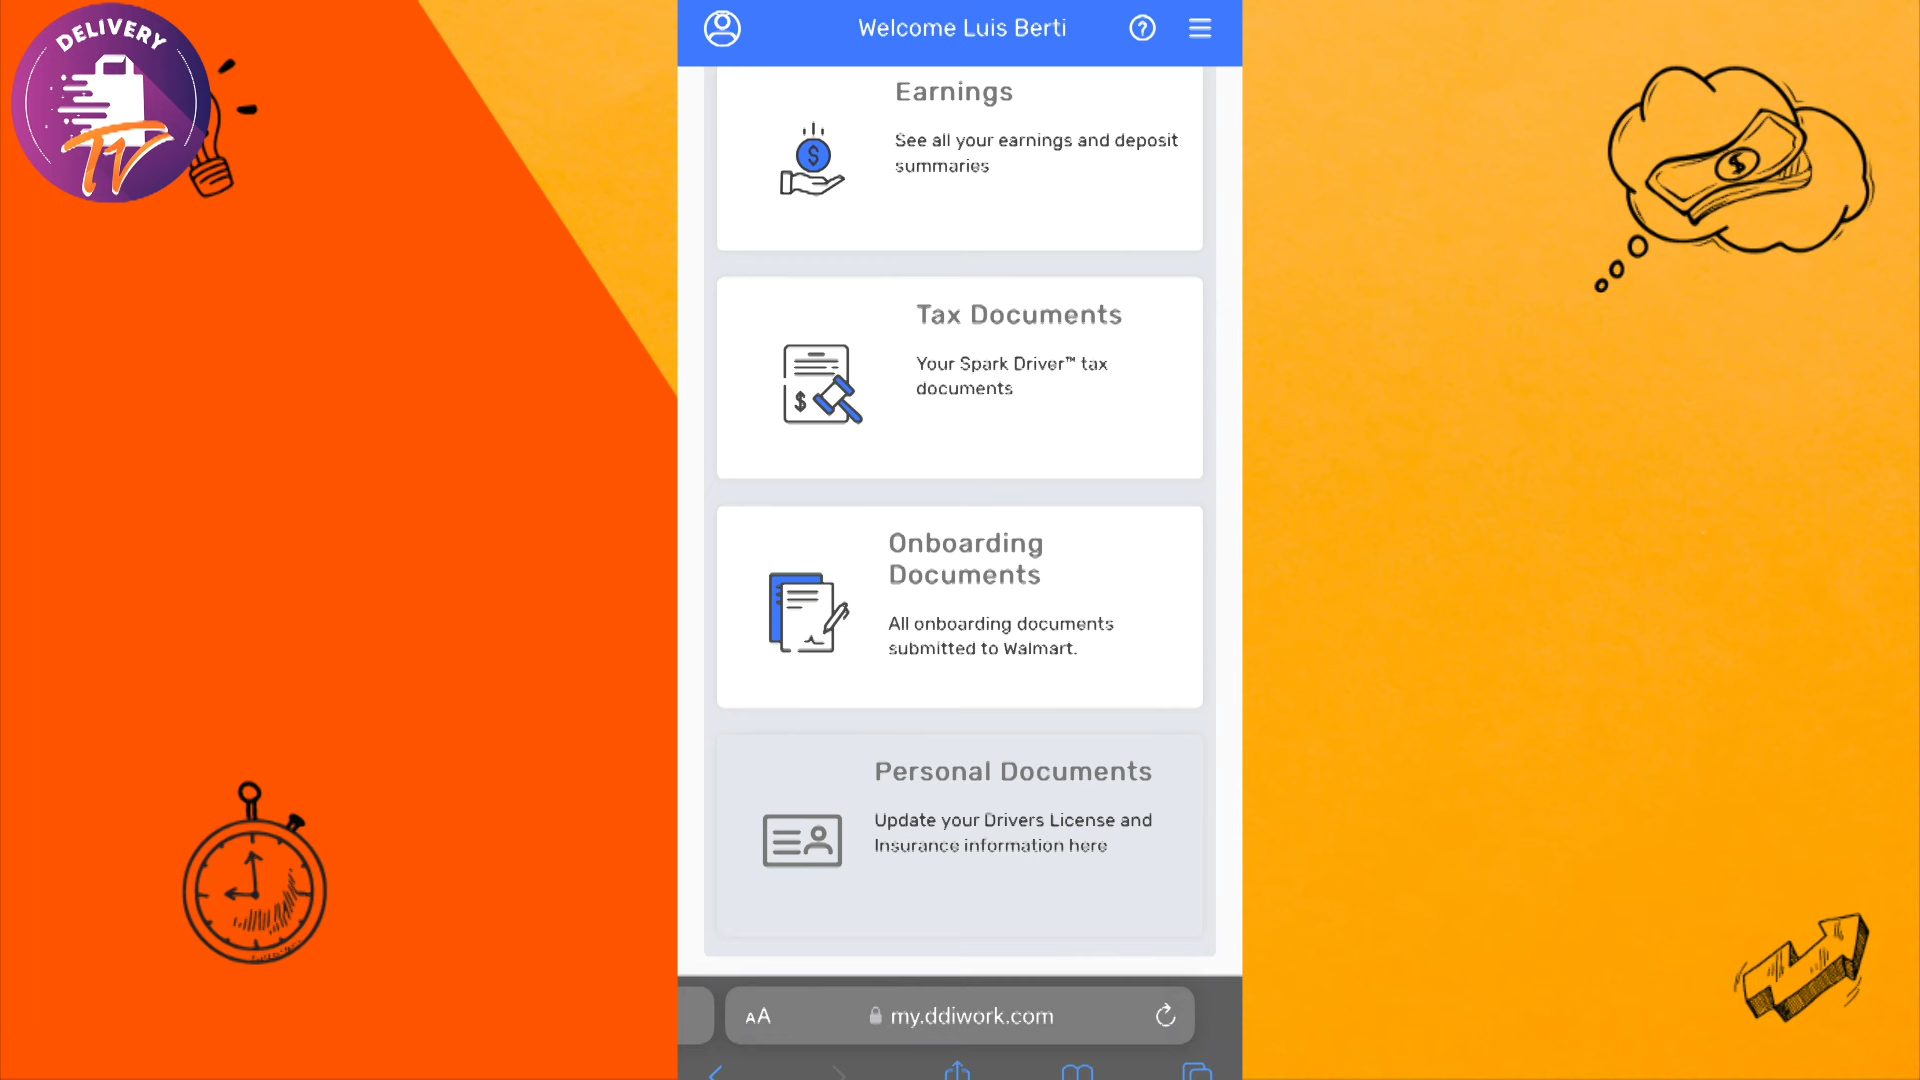 DELIVERY
TV
Welcome Luis Berti
Earnings
See all your earnings and deposit
summaries
Tax Documents
Your Spark Driver™ tax
documents
Onboarding
Documents
All onboarding documents
submitted to Walmart.
Personal Documents
Update your Drivers License and
Insurance information here
AA
my.ddiwork.com